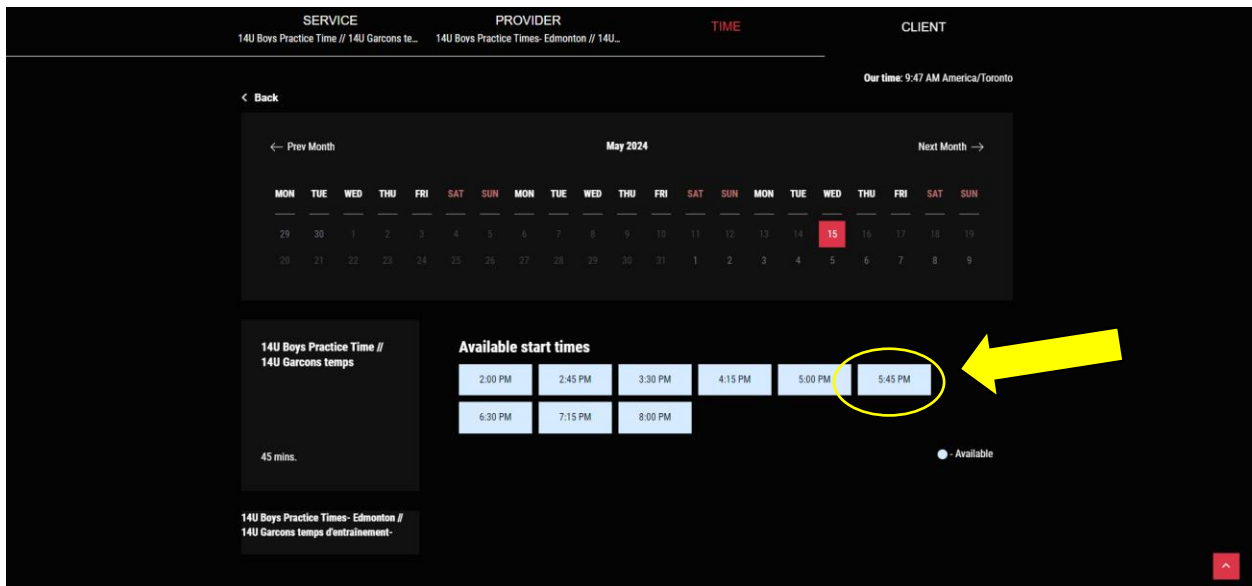 SERVICE PROVIDER TIME CLIENT
14U Boys Practice Time // 14U Garcons te... 14U Boys Practice Times- Edmonton // 14U...
Our time: 9:47 AM America/Toronto
< Back
← Prev Month May 2024 Next Month →
MON TUE WED THU FRI SAT SUN MON TUE WED THU FRI SAT SUN MON TUE WED THU FRI SAT SUN
29 30 1 2 3 4 5 6 7 8 9 10 11 12 13 14 15 16 17 18 19
20 21 22 23 24 25 26 27 28 29 30 31 1 2 3 4 5 6 7 8 9
14U Boys Practice Time //
14U Garcons temps
45 mins.
Available start times
2:00 PM 2:45 PM 3:30 PM 4:15 PM 5:00 PM 5:45 PM
6:30 PM 7:15 PM 8:00 PM
- Available
14U Boys Practice Times- Edmonton //
14U Garcons temps d'entraînement-